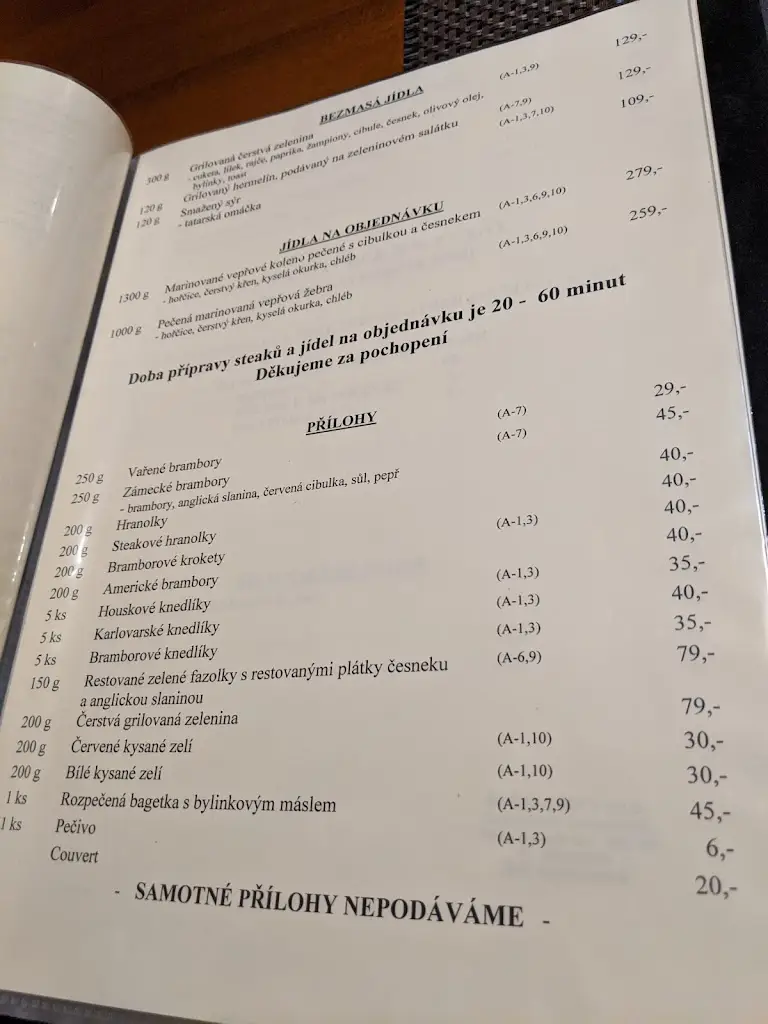 BEZMASÁ JÍDLA
300 g Grilovaná čerstvá zelenina (A-1,3,9) 129,-
- cuketa, lilek, rajče, paprika, žampiony, cibule, česnek, olivový olej,
bylinky, toast
120 g Grilovaný hermelín, podávaný na zeleninovém salátku (A-7,9) 129,-
120 g Smažený sýr (A-1,3,7,10) 109,-
- tatarská omáčka
JÍDLA NA OBJEDNÁVKU
1300 g Marinované vepřové koleno pečené s cibulkou a česnekem (A-1,3,6,9,10) 279,-
- hořčice, čerstvý křen, kyselá okurka, chléb
1000 g Pečená marinovaná vepřová žebra (A-1,3,6,9,10) 259,-
- hořčice, čerstvý křen, kyselá okurka, chléb
Doba přípravy steaků a jídel na objednávku je 20 - 60 minut
Děkujeme za pochopení
PŘÍLOHY
250 g Vařené brambory (A-7) 29,-
250 g Zámecké brambory (A-7) 45,-
- brambory, anglická slanina, červená cibulka, sůl, pepř
200 g Hranolky 40,-
200 g Steakové hranolky 40,-
200 g Bramborové krokety (A-1,3) 40,-
200 g Americké brambory 40,-
5 ks Houskové knedlíky (A-1,3) 35,-
5 ks Karlovarské knedlíky (A-1,3) 40,-
5 ks Bramborové knedlíky (A-1,3) 35,-
150 g Restované zelené fazolky s restovanými plátky česneku (A-6,9) 79,-
a anglickou slaninou
200 g Čerstvá grilovaná zelenina 79,-
200 g Červené kysané zelí (A-1,10) 30,-
200 g Bílé kysané zelí (A-1,10) 30,-
1 ks Rozpečená bagetka s bylinkovým máslem (A-1,3,7,9) 45,-
1 ks Pečivo (A-1,3) 6,-
Couvert 20,-
- SAMOTNÉ PŘÍLOHY NEPODÁVÁME -